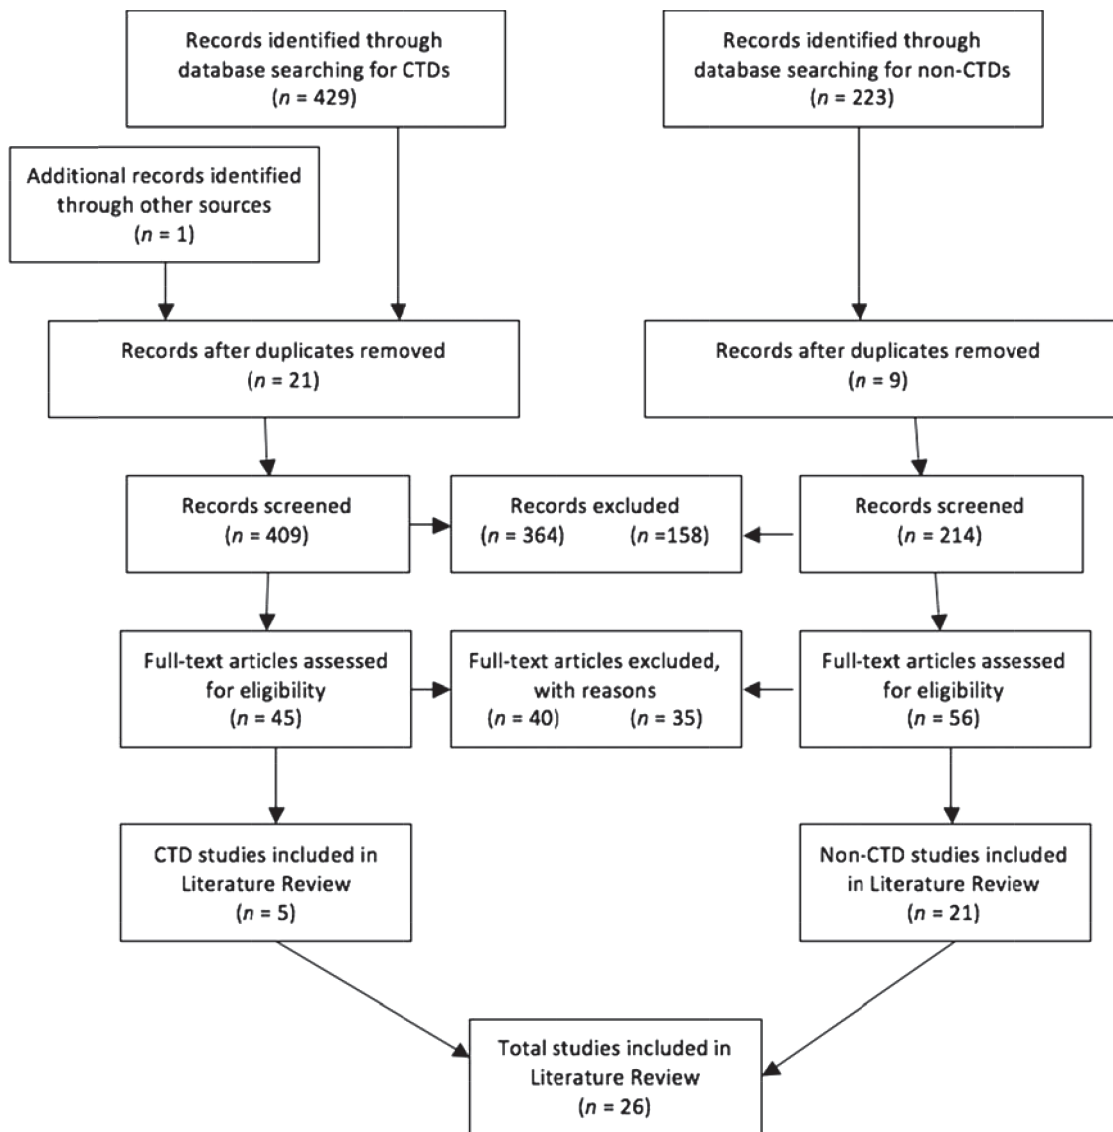 Records identified through
database searching for CTDs
(n = 429)
Records identified through
database searching for non-CTDs
(n = 223)
Additional records identified
through other sources
(n = 1)
Records after duplicates removed
(n = 21)
Records after duplicates removed
(n = 9)
Records screened
(n = 409)
Records excluded
(n = 364) (n =158)
Records screened
(n = 214)
Full-text articles assessed
for eligibility
(n = 45)
Full-text articles excluded,
with reasons
(n = 40) (n = 35)
Full-text articles assessed
for eligibility
(n = 56)
CTD studies included in
Literature Review
(n = 5)
Non-CTD studies included
in Literature Review
(n = 21)
Total studies included in
Literature Review
(n = 26)